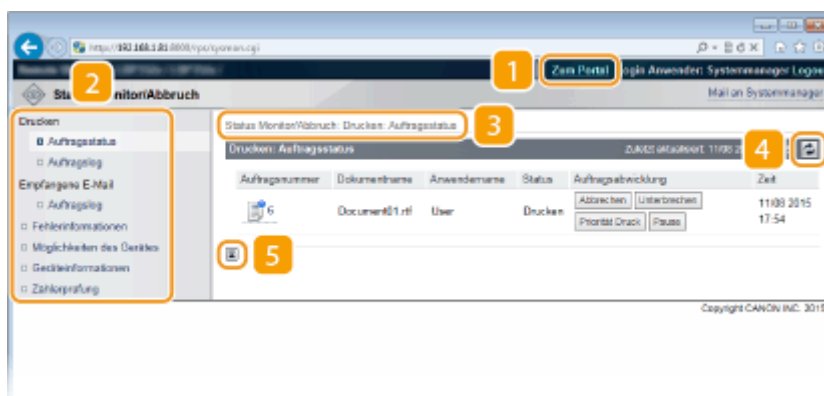 http://192.168.1.81:8000/rps/sysmon.cgi
1
Zum Portal
Login Anwender: Systemmanager Logout
2
Status Monitor/Abbruch
Mail an Systemmanager
Drucken
Auftragsstatus
Auftragslog
Empfangene E-Mail
Auftragslog
Fehlerinformationen
Möglichkeiten des Gerätes
Geräteinformationen
Zählerprüfung
Status Monitor/Abbruch: Drucken: Auftragsstatus
3
Drucken: Auftragsstatus
Zuletzt aktualisiert: 11/08
4
Auftragsnummer Dokumentname Anwendername Status Auftragsabwicklung Zeit
6 Document01.rtf User Drucken
Abbrechen Unterbrechen
Priorität Druck Pause
11/08 2015
17:54
5
Copyright CANON INC. 2015